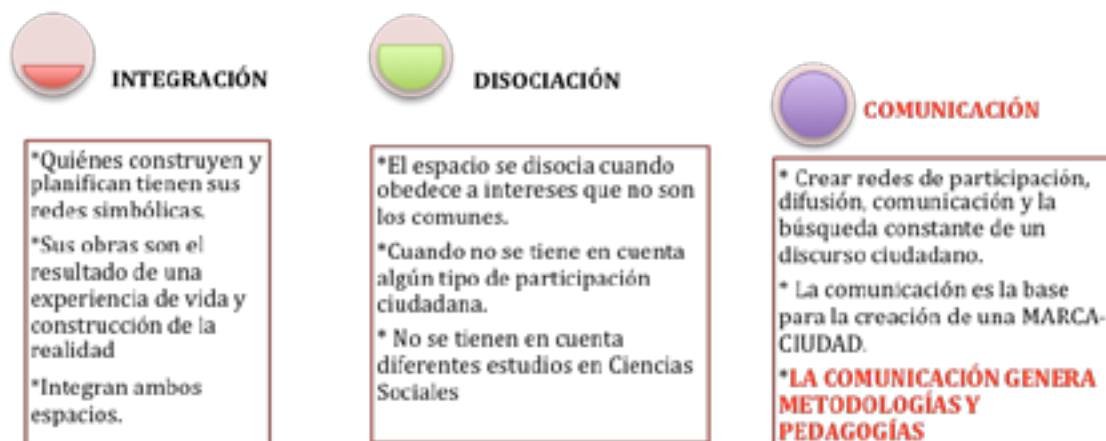 INTEGRACIÓN
*Quiénes construyen y
planifican tienen sus
redes simbólicas.
*Sus obras son el
resultado de una
experiencia de vida y
construcción de la
realidad
*Integran ambos
espacios.
DISOCIACIÓN
*El espacio se disocia cuando
obedece a intereses que no son
los comunes.
*Cuando no se tiene en cuenta
algún tipo de participación
ciudadana.
* No se tienen en cuenta
diferentes estudios en Ciencias
Sociales
COMUNICACIÓN
* Crear redes de participación,
difusión, comunicación y la
búsqueda constante de un
discurso ciudadano.
* La comunicación es la base
para la creación de una MARCA-
CIUDAD.
*LA COMUNICACIÓN GENERA
METODOLOGÍAS Y
PEDAGOGÍAS